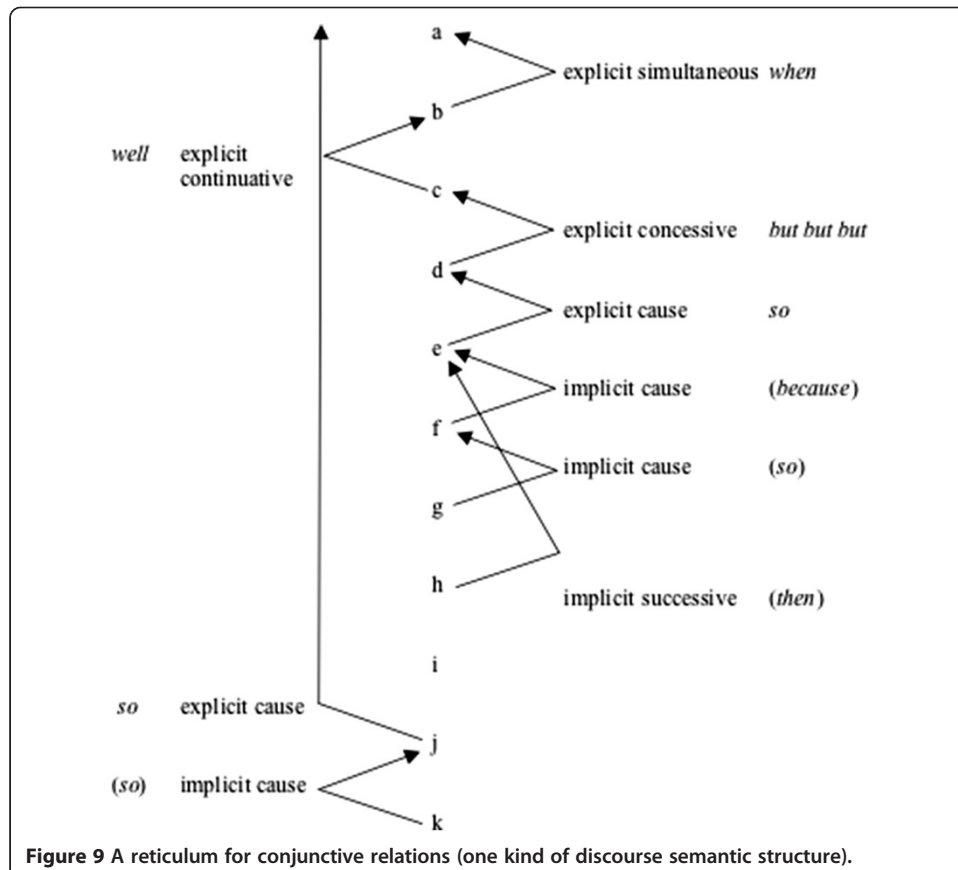 a
explicit simultaneous when
b
well explicit
continuative
c
explicit concessive but but but
d
explicit cause so
e
implicit cause (because)
f
implicit cause (so)
g
h
implicit successive (then)
i
so explicit cause
j
(so) implicit cause
k
Figure 9 A reticulum for conjunctive relations (one kind of discourse semantic structure).